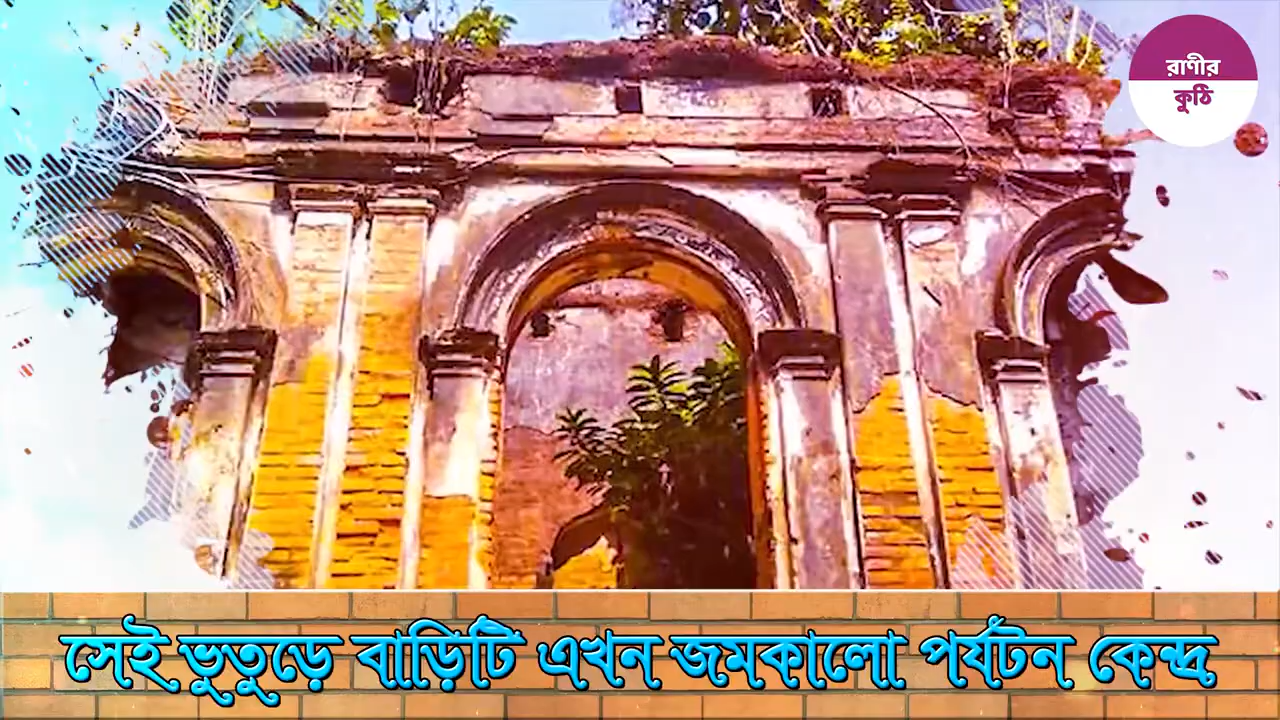 রাণীর
কুঠি
সেই ভুতুড়ে বাড়িটি এখন জমকালো পর্যটন কেন্দ্র